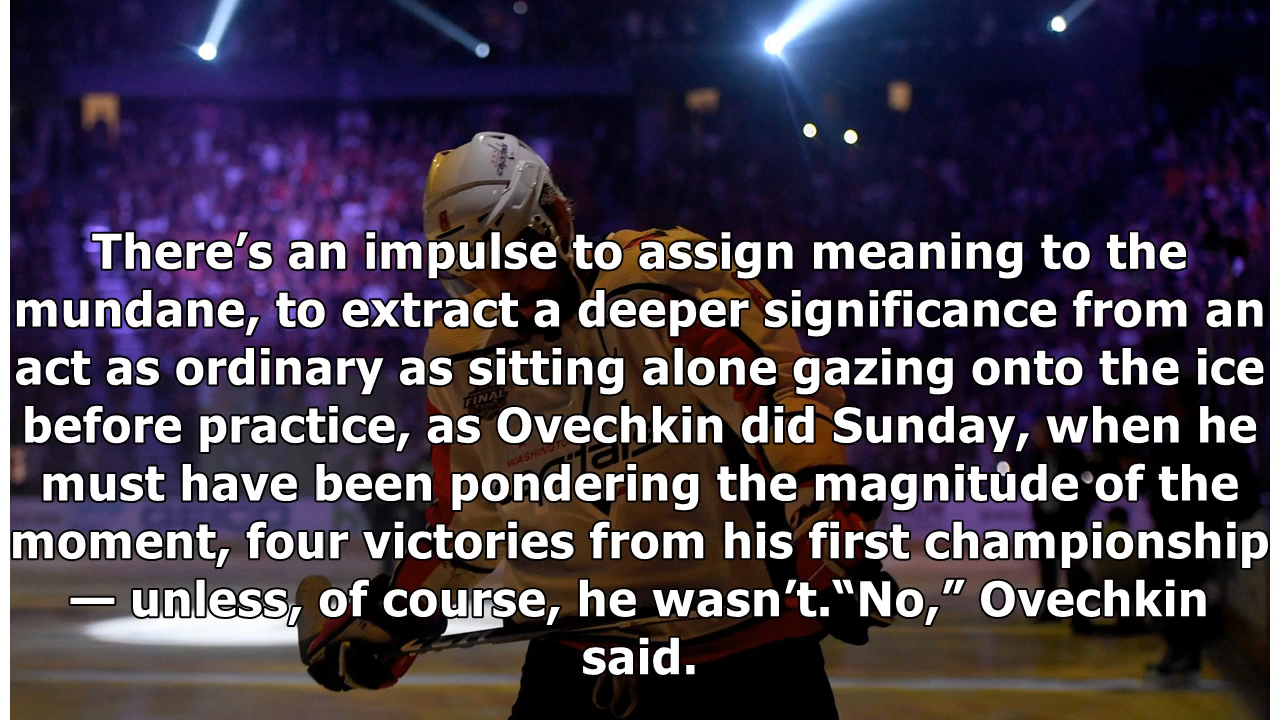 There’s an impulse to assign meaning to the
mundane, to extract a deeper significance from an
act as ordinary as sitting alone gazing onto the ice
before practice, as Ovechkin did Sunday, when he
must have been pondering the magnitude of the
moment, four victories from his first championship
— unless, of course, he wasn’t.“No,” Ovechkin
said.
FINAL